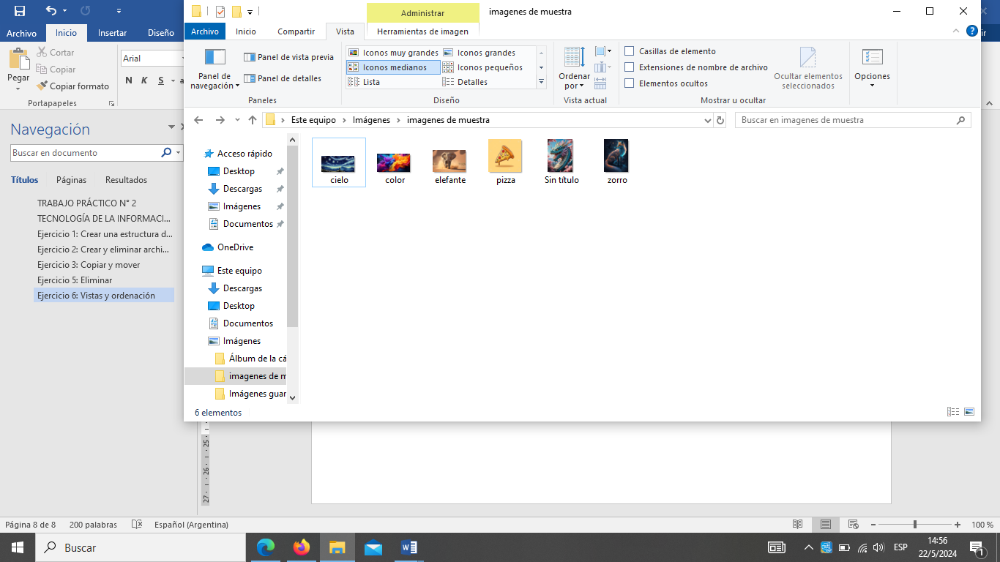 Administrar
imagenes de muestra
Archivo Inicio Insertar Diseño
Archivo Inicio Compartir Vista Herramientas de imagen
Pegar
Cortar
Copiar
Copiar formato
Portapapeles
Arial
N K S
Panel de navegación
Panel de vista previa
Panel de detalles
Paneles
Iconos muy grandes Iconos grandes
Iconos medianos Iconos pequeños
Lista Detalles
Diseño
Ordenar por
Vista actual
Casillas de elemento
Extensiones de nombre de archivo
Elementos ocultos
Ocultar elementos seleccionados
Mostrar u ocultar
Opciones
Este equipo Imágenes imagenes de muestra
Buscar en imagenes de muestra
Navegación
Buscar en documento
Títulos Páginas Resultados
TRABAJO PRÁCTICO N° 2
TECNOLOGÍA DE LA INFORMACI...
Ejercicio 1: Crear una estructura d...
Ejercicio 2: Crear y eliminar archi...
Ejercicio 3: Copiar y mover
Ejercicio 5: Eliminar
Ejercicio 6: Vistas y ordenación
Acceso rápido
Desktop
Descargas
Imágenes
Documentos
OneDrive
Este equipo
Descargas
Desktop
Documentos
Imágenes
Álbum de la cá
imagenes de m
Imágenes guar
cielo color elefante pizza Sin título zorro
6 elementos
25
26
27
Página 8 de 8 200 palabras Español (Argentina) 100 %
Buscar
ESP
14:56
22/5/2024
1